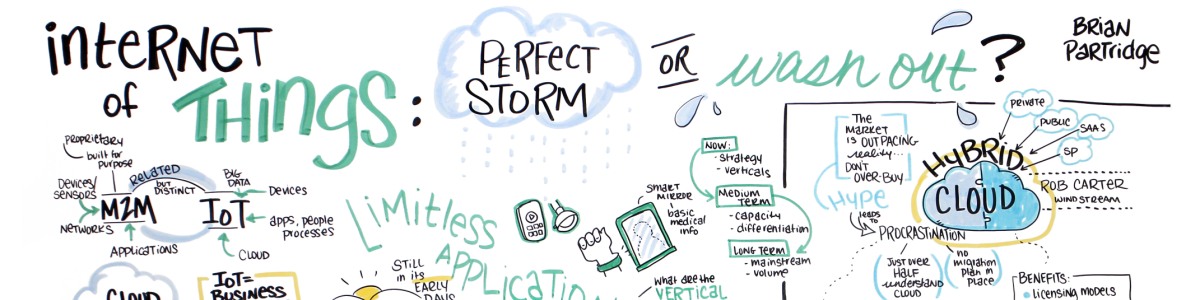 internet
of Things:
PERFECT
STORM
OR
wash out?
BRIAN
PARTRIDGE
PROPRIETARY
built for
purpose
DEVICES/
SENSORS
M2M
NETWORKS
APPLICATIONS
RELATED
but
DISTINCT
BIG
DATA
IoT
DEVICES
apps, people
processes
CLOUD
CLOUD
IoT=
BUSINESS
LiMitless
APPLICATION
STILL
in its
EARLY
DAYS
SMART
MIRROR
basic
medical
info
what are the
VERTICAL
NOW:
- strategy
- verticals
MEDIUM
TERM
- capacity
- differentiation
LONG TERM
- mainstream
- volume
The
MARKET
IS OUTPACING
reality...
DON'T
OVER-BUY
HYPE
LEADS
TO
PROCRASTINATION
JUST OVER
HALF
understand
CLOUD
no
migration
plan in
place
HYBRID
CLOUD
PRIVATE
PUBLIC
SAAS
SP
ROB CARTER
WINDSTREAM
BENEFITS:
LICENSING MODELS